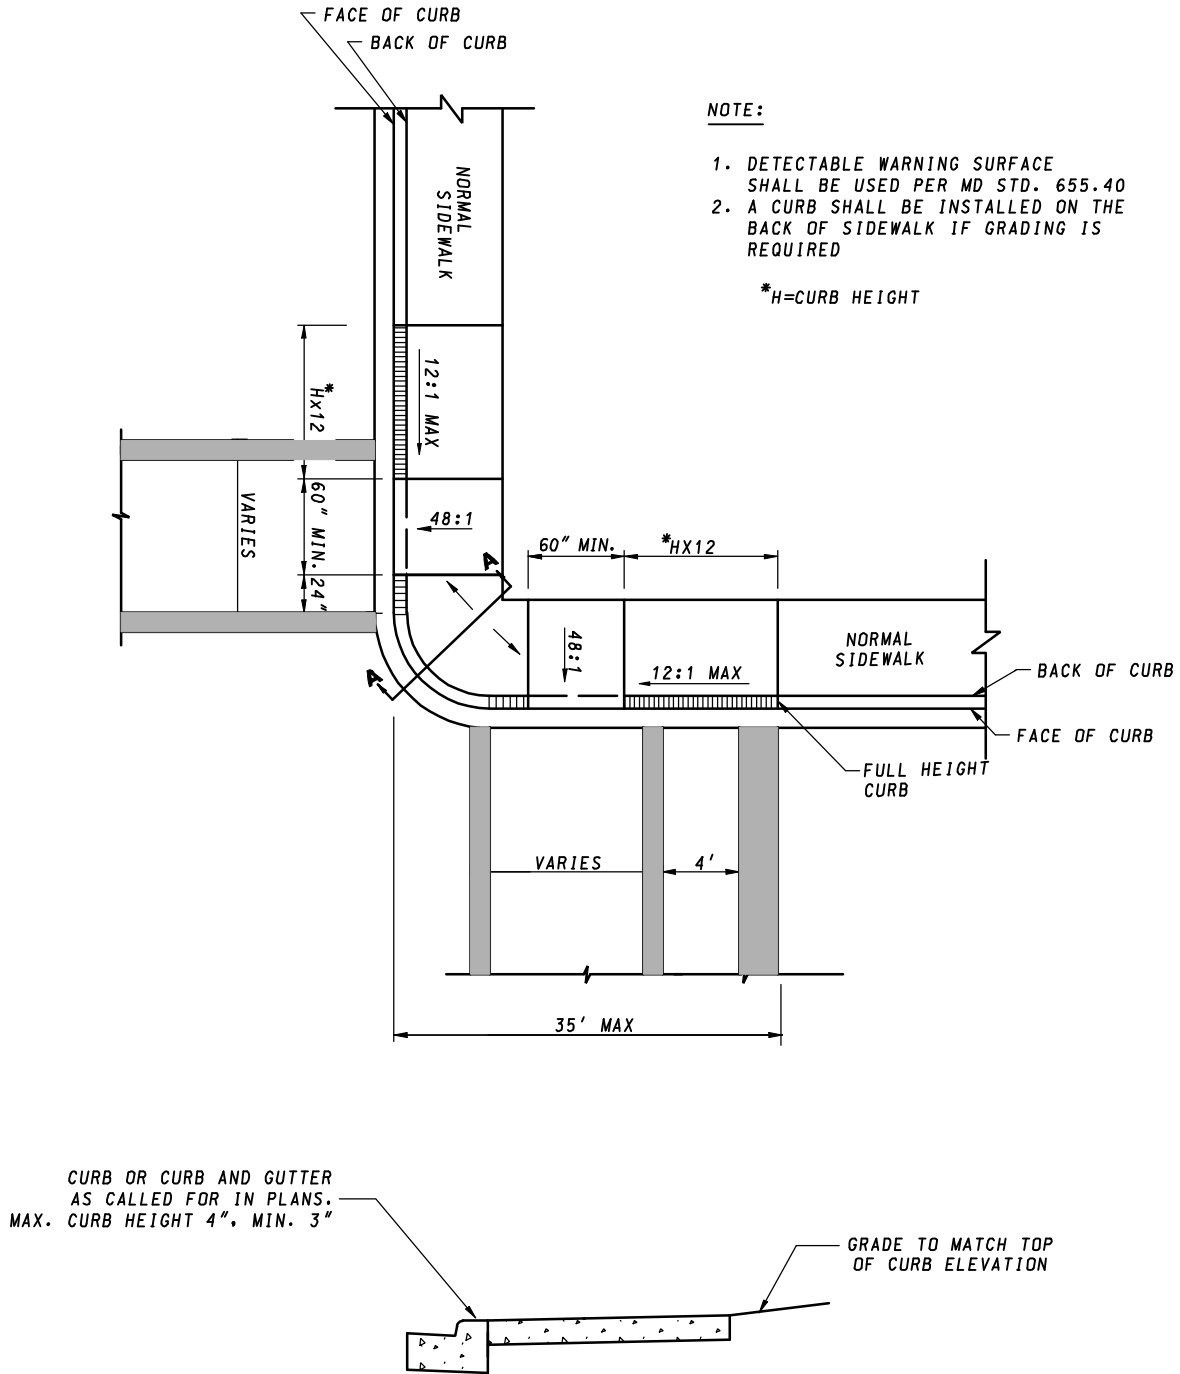 FACE OF CURB
BACK OF CURB
NOTE:
1. DETECTABLE WARNING SURFACE
SHALL BE USED PER MD STD. 655.40
2. A CURB SHALL BE INSTALLED ON THE
BACK OF SIDEWALK IF GRADING IS
REQUIRED
*H=CURB HEIGHT
NORMAL
SIDEWALK
12:1 MAX
*Hx12
60" MIN.
24"
VARIES
48:1
A
A
60" MIN.
*HX12
48:1
12:1 MAX
NORMAL
SIDEWALK
BACK OF CURB
FACE OF CURB
FULL HEIGHT
CURB
VARIES
4'
35' MAX
CURB OR CURB AND GUTTER
AS CALLED FOR IN PLANS.
MAX. CURB HEIGHT 4", MIN. 3"
GRADE TO MATCH TOP
OF CURB ELEVATION